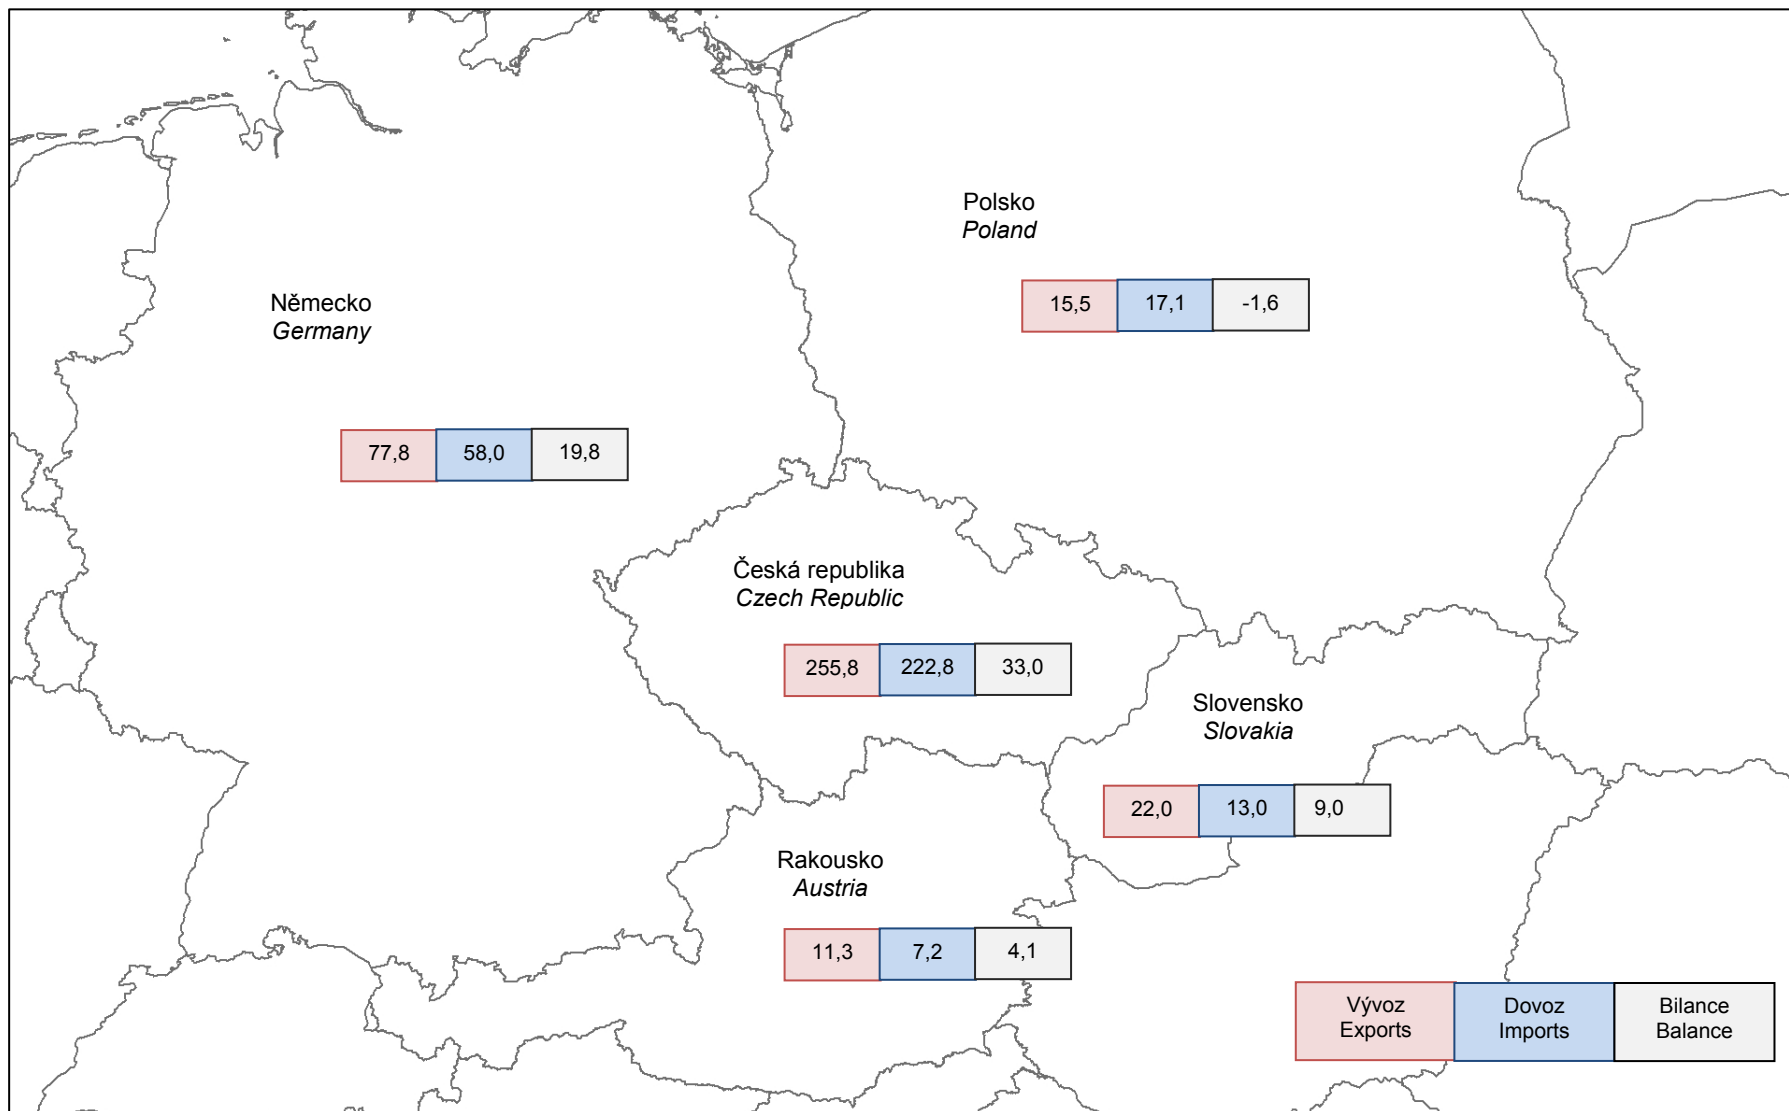 Polsko
Poland
15,5 17,1 -1,6
Německo
Germany
77,8 58,0 19,8
Česká republika
Czech Republic
255,8 222,8 33,0
Slovensko
Slovakia
22,0 13,0 9,0
Rakousko
Austria
11,3 7,2 4,1
Vývoz Dovoz Bilance
Exports Imports Balance